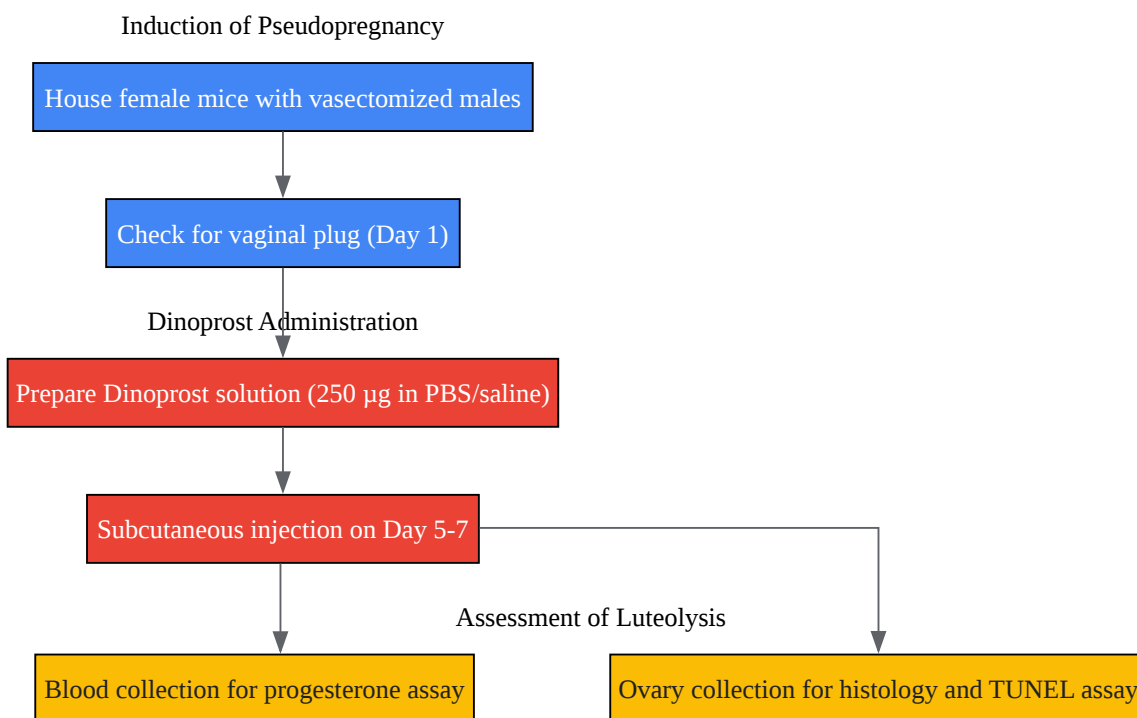 Induction of Pseudopregnancy
House female mice with vasectomized males
Check for vaginal plug (Day 1)
Dinoprost Administration
Prepare Dinoprost solution (250 µg in PBS/saline)
Subcutaneous injection on Day 5-7
Assessment of Luteolysis
Blood collection for progesterone assay
Ovary collection for histology and TUNEL assay